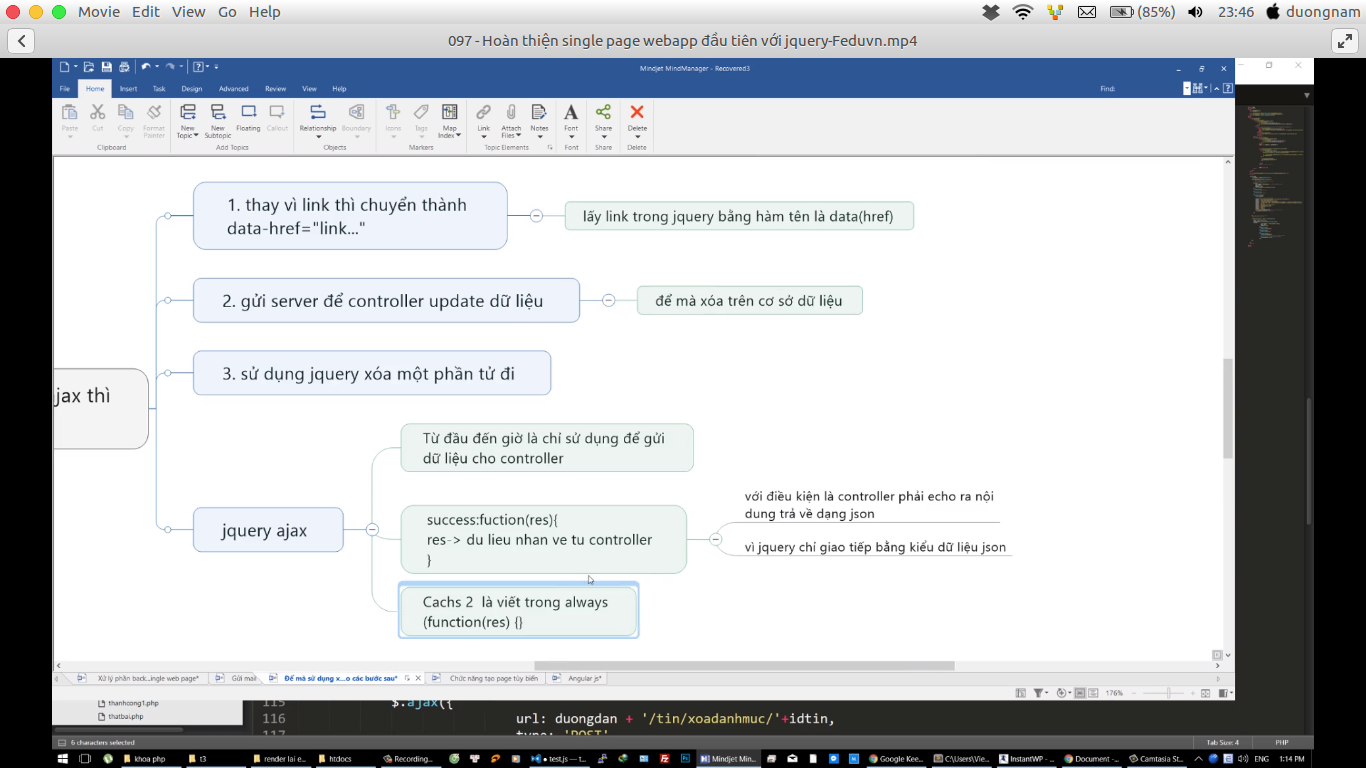 Movie Edit View Go Help
(85%) 23:46 duongnam
097 - Hoàn thiện single page webapp đầu tiên với jquery-Feduvn.mp4
Mindjet MindManager - Recovered3
File Home Insert Task Design Advanced Review View Help Find:
Paste Cut Copy Format Painter New Topic New Subtopic Floating Callout Relationship Boundary Icons Tags Map Index Link Attach Files Notes Font Share Delete
Clipboard Add Topics Objects Markers Topic Elements Font Share Delete
1. thay vì link thì chuyển thành
data-href="link..."
lấy link trong jquery bằng hàm tên là data(href)
2. gửi server để controller update dữ liệu
để mà xóa trên cơ sở dữ liệu
3. sử dụng jquery xóa một phần tử đi
jax thì
Từ đầu đến giờ là chỉ sử dụng để gửi
dữ liệu cho controller
jquery ajax
success:fuction(res){
res-> du lieu nhan ve tu controller
}
với điều kiện là controller phải echo ra nội
dung trả về dạng json
vì jquery chỉ giao tiếp bằng kiểu dữ liệu json
Cachs 2 là viết trong always
(function(res) {}
Xử lý phần back...ingle web page* Gửi mail Để mà sử dụng x...o các bước sau* Chức năng tạo page tùy biến Angular js*
176%
thanhcong1.php
thatbai.php
115 $.ajax({
116 url: duongdan + '/tin/xoadanhmuc/'+idtin,
117 type: 'POST'
6 characters selected Tab Size: 4 PHP
khoa php t3 render lai e... htdocs Recording... test.js — t... Mindjet Min... Google Kee... C:\Users\Vie... InstantWP - ... Document - ... Camtasia St... ENG 1:14 PM